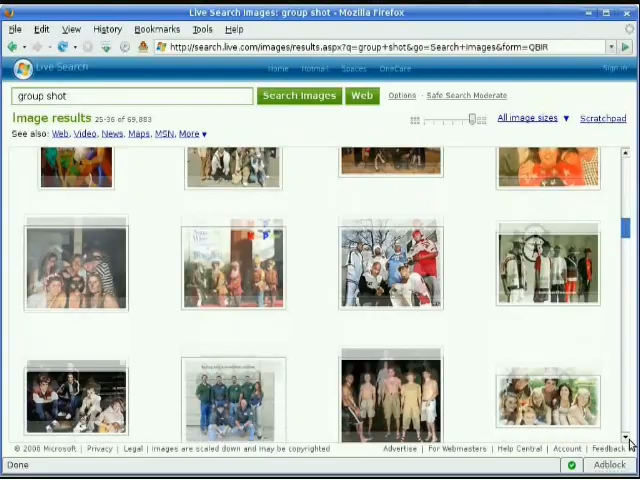 Live Search Images: group shot - Mozilla Firefox
File Edit View History Bookmarks Tools Help
http://search.live.com/images/results.aspx?q=group+shot&go=Search+Images&form=QBIR
Live Search Home Hotmail Spaces OneCare Sign in
group shot Search Images Web Options Safe Search Moderate
Image results 25-36 of 69,883 All image sizes ▼ Scratchpad
See also: Web, Video, News, Maps, MSN, More ▼
© 2008 Microsoft | Privacy | Legal | Images are scaled down and may be copyrighted Advertise | For Webmasters | Help Central | Account | Feedback
Done Adblock